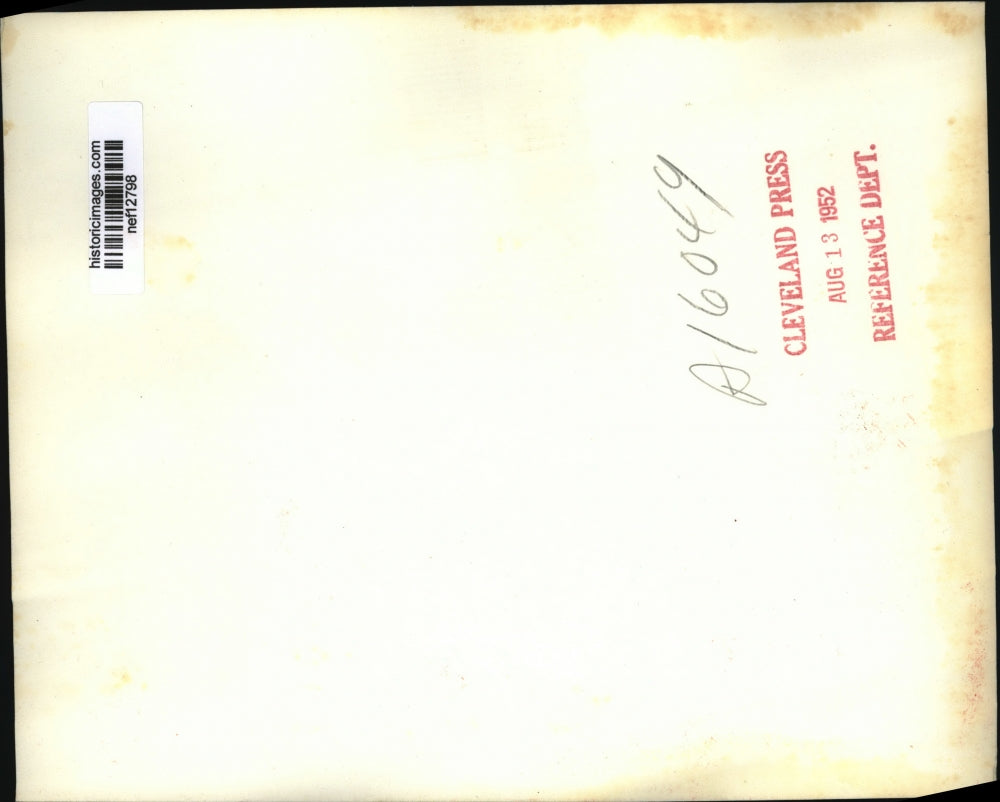 historicimages.com
nef12798
A16049
CLEVELAND PRESS
AUG 13 1952
REFERENCE DEPT.